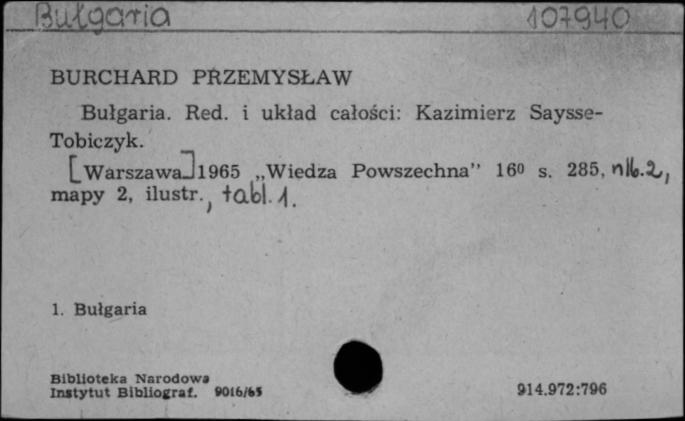 Bułgaria 107940
BURCHARD PRZEMYSŁAW
Bułgaria. Red. i układ całości: Kazimierz Saysse-
Tobiczyk.
[Warszawa] 1965 „Wiedza Powszechna” 16⁰ s. 285, nlb. 2,
mapy 2, ilustr., tabl. 1.
1. Bułgaria
Biblioteka Narodowa
Instytut Bibliograf. 9016/65
914.972:796